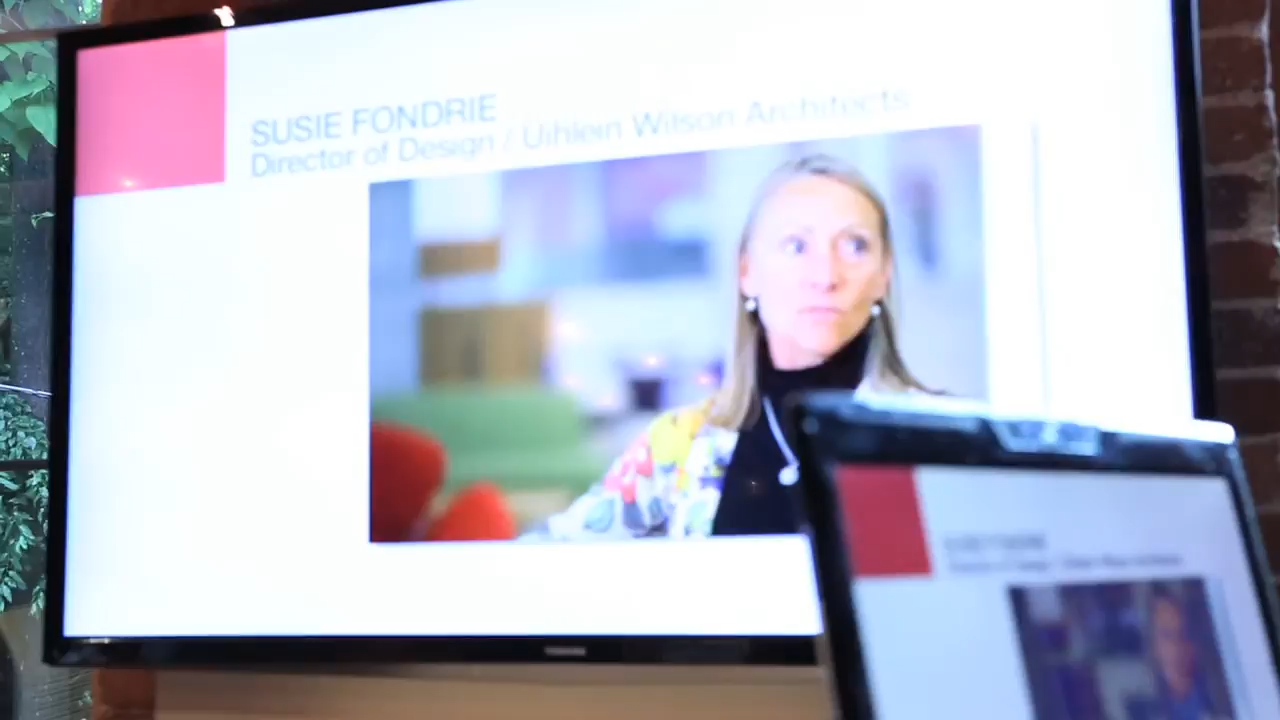 SUSIE FONDRIE
Director of Design / Uihlein Wilson Architects